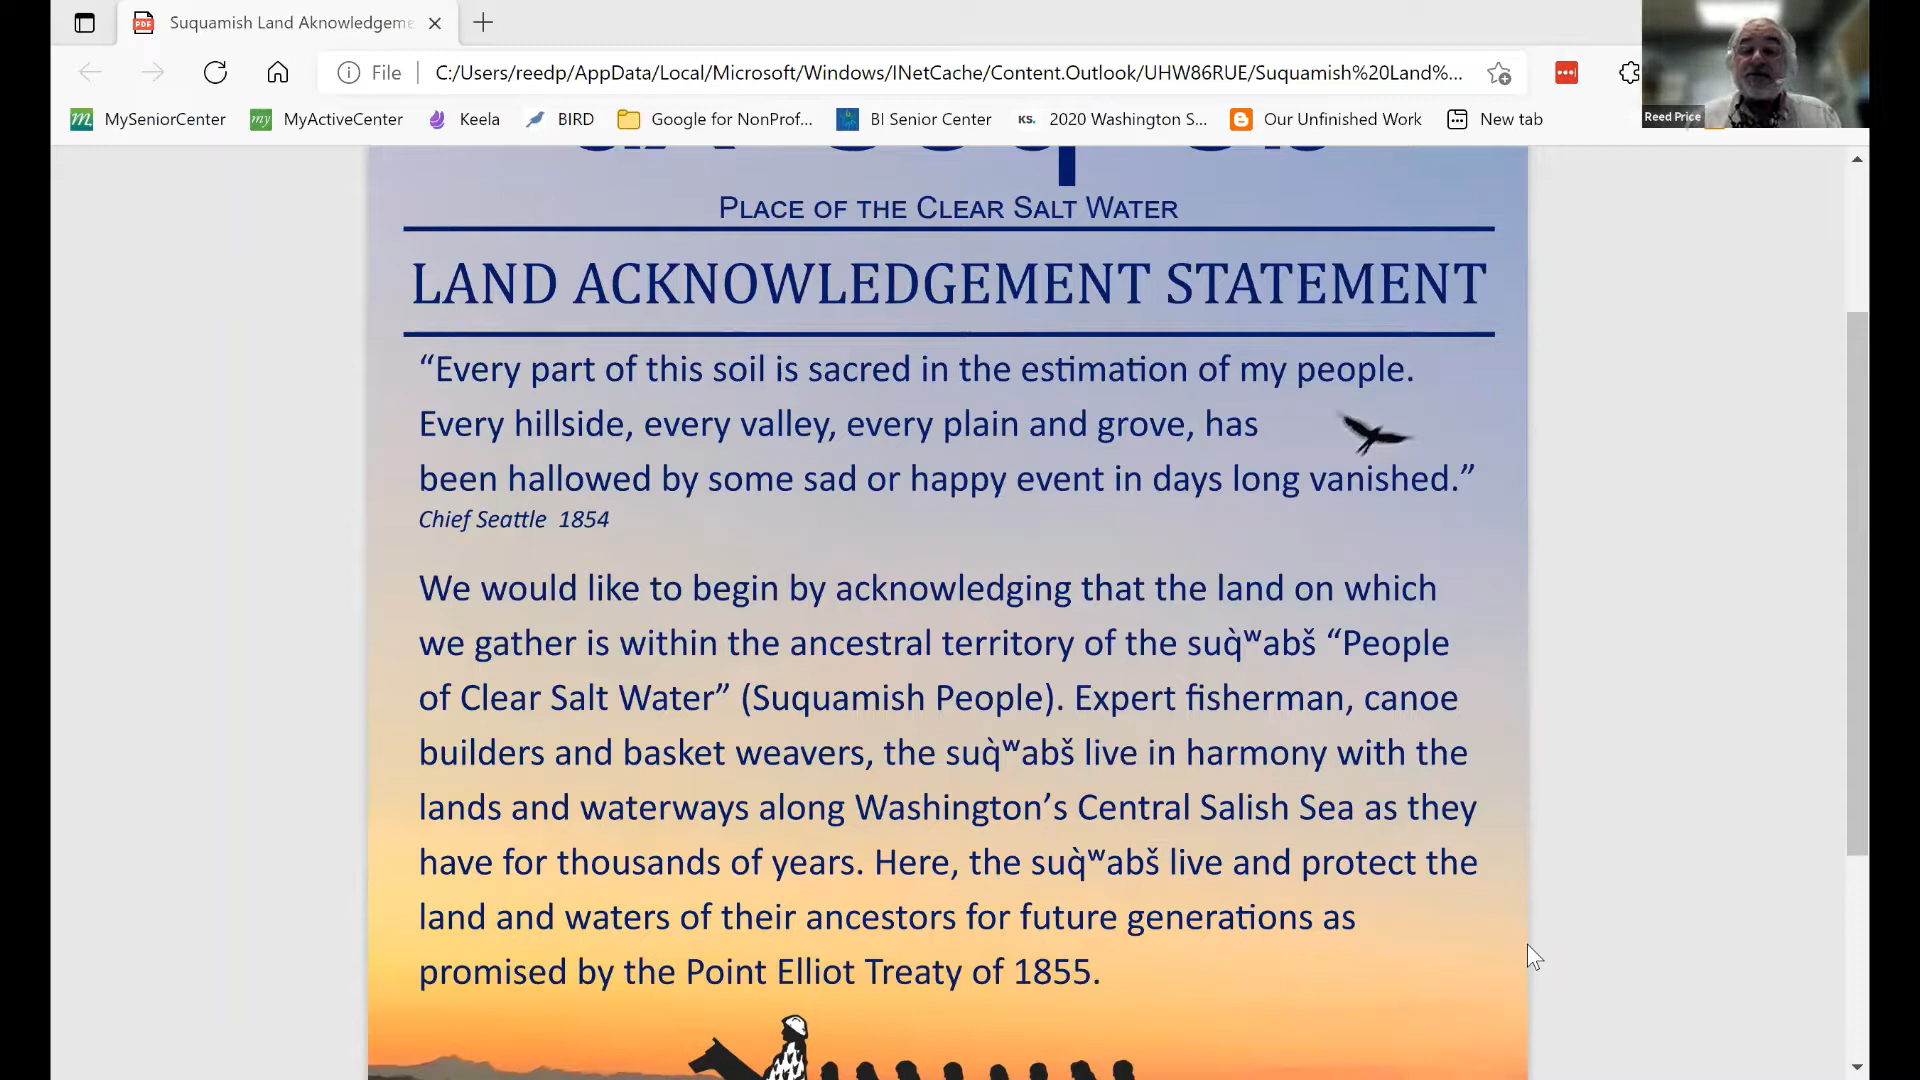 Suquamish Land Aknowledgeme
File
C:/Users/reedp/AppData/Local/Microsoft/Windows/INetCache/Content.Outlook/UHW86RUE/Suquamish%20Land%...
MySeniorCenter
MyActiveCenter
Keela
BIRD
Google for NonProf...
BI Senior Center
KS. 2020 Washington S...
Our Unfinished Work
New tab
Reed Price
PLACE OF THE CLEAR SALT WATER
LAND ACKNOWLEDGEMENT STATEMENT
“Every part of this soil is sacred in the estimation of my people.
Every hillside, every valley, every plain and grove, has
been hallowed by some sad or happy event in days long vanished.”
Chief Seattle 1854
We would like to begin by acknowledging that the land on which
we gather is within the ancestral territory of the suq̀ʷabš “People
of Clear Salt Water” (Suquamish People). Expert fisherman, canoe
builders and basket weavers, the suq̀ʷabš live in harmony with the
lands and waterways along Washington’s Central Salish Sea as they
have for thousands of years. Here, the suq̀ʷabš live and protect the
land and waters of their ancestors for future generations as
promised by the Point Elliot Treaty of 1855.